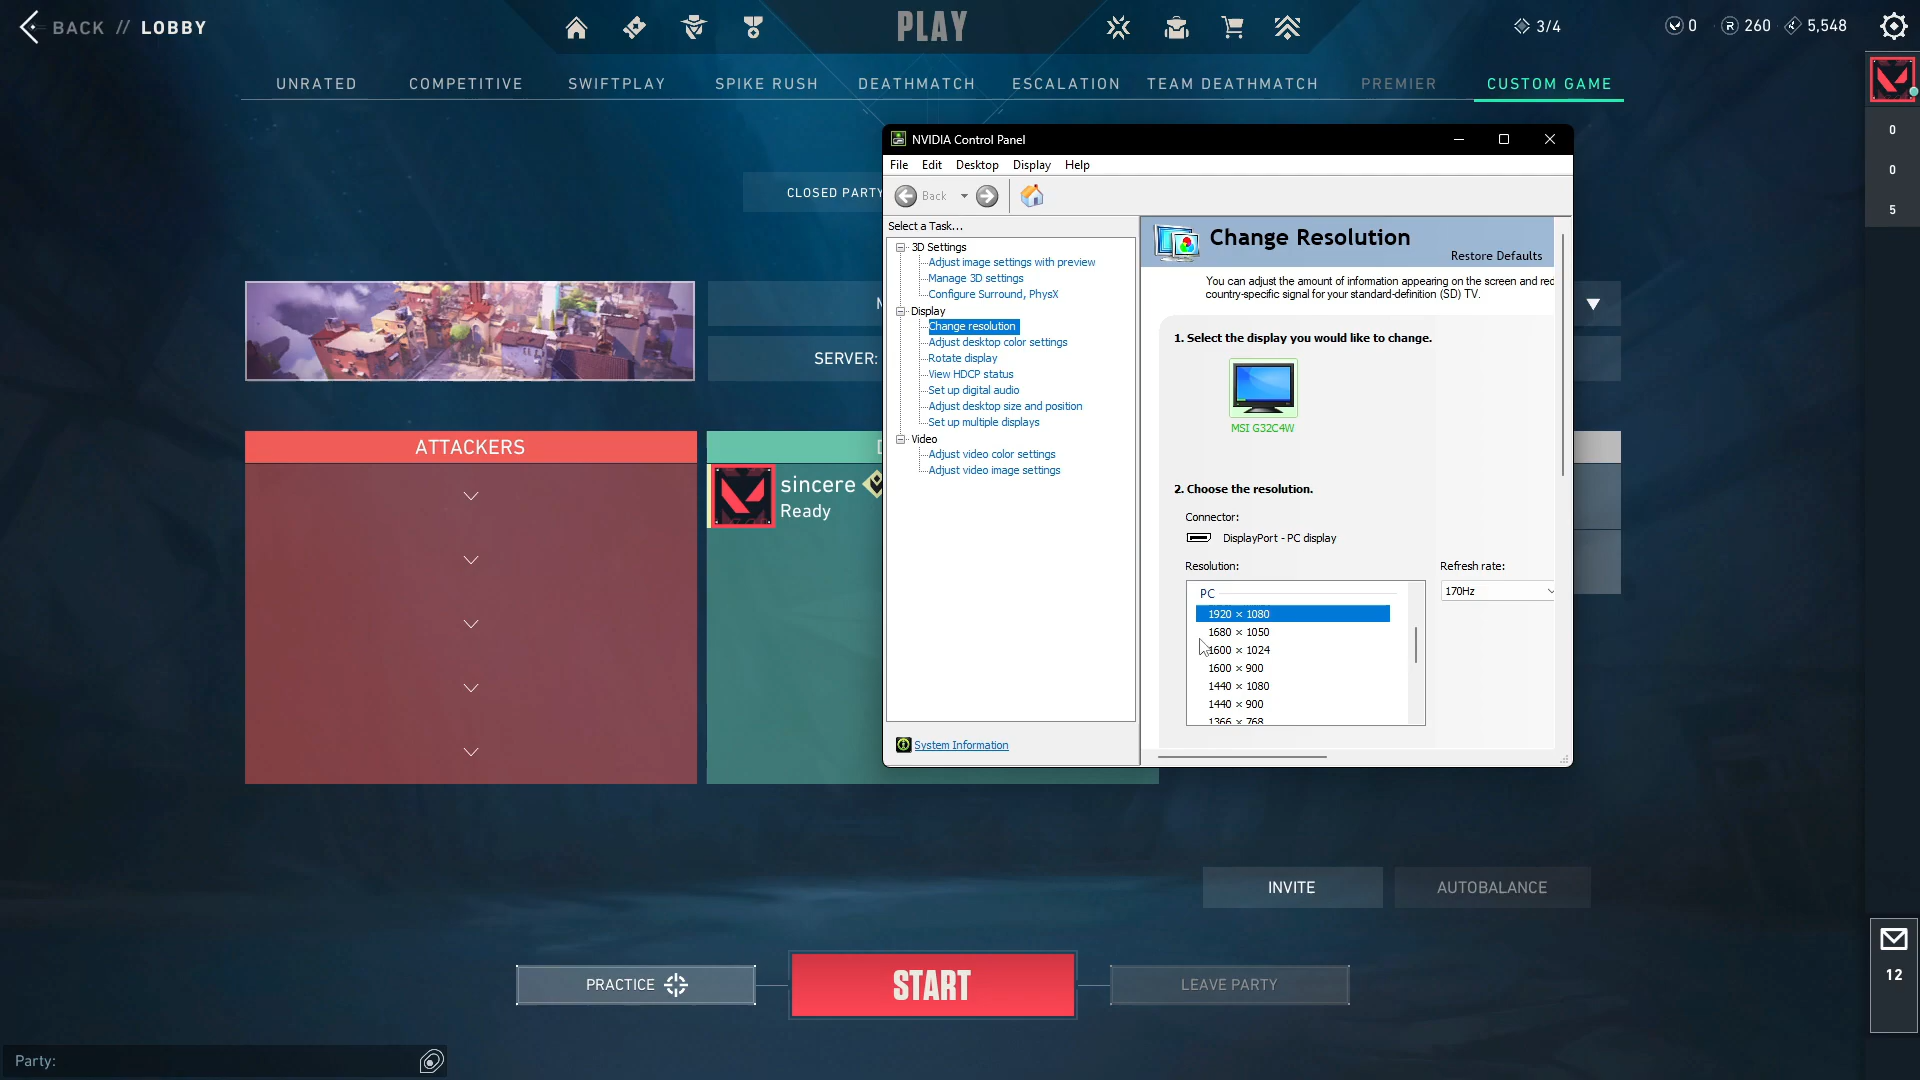 BACK // LOBBY
PLAY
3/4
0
260
5,548
UNRATED
COMPETITIVE
SWIFTPLAY
SPIKE RUSH
DEATHMATCH
ESCALATION
TEAM DEATHMATCH
PREMIER
CUSTOM GAME
0
0
5
CLOSED PARTY
SERVER:
ATTACKERS
sincere
Ready
NVIDIA Control Panel
File
Edit
Desktop
Display
Help
Back
Select a Task...
3D Settings
Adjust image settings with preview
Manage 3D settings
Configure Surround, PhysX
Display
Change resolution
Adjust desktop color settings
Rotate display
View HDCP status
Set up digital audio
Adjust desktop size and position
Set up multiple displays
Video
Adjust video color settings
Adjust video image settings
System Information
Change Resolution
Restore Defaults
You can adjust the amount of information appearing on the screen and red
country-specific signal for your standard-definition (SD) TV.
1. Select the display you would like to change.
MSI G32C4W
2. Choose the resolution.
Connector:
DisplayPort - PC display
Resolution:
Refresh rate:
170Hz
PC
1920 × 1080
1680 × 1050
1600 × 1024
1600 × 900
1440 × 1080
1440 × 900
1366 × 768
INVITE
AUTOBALANCE
PRACTICE
START
LEAVE PARTY
12
Party: